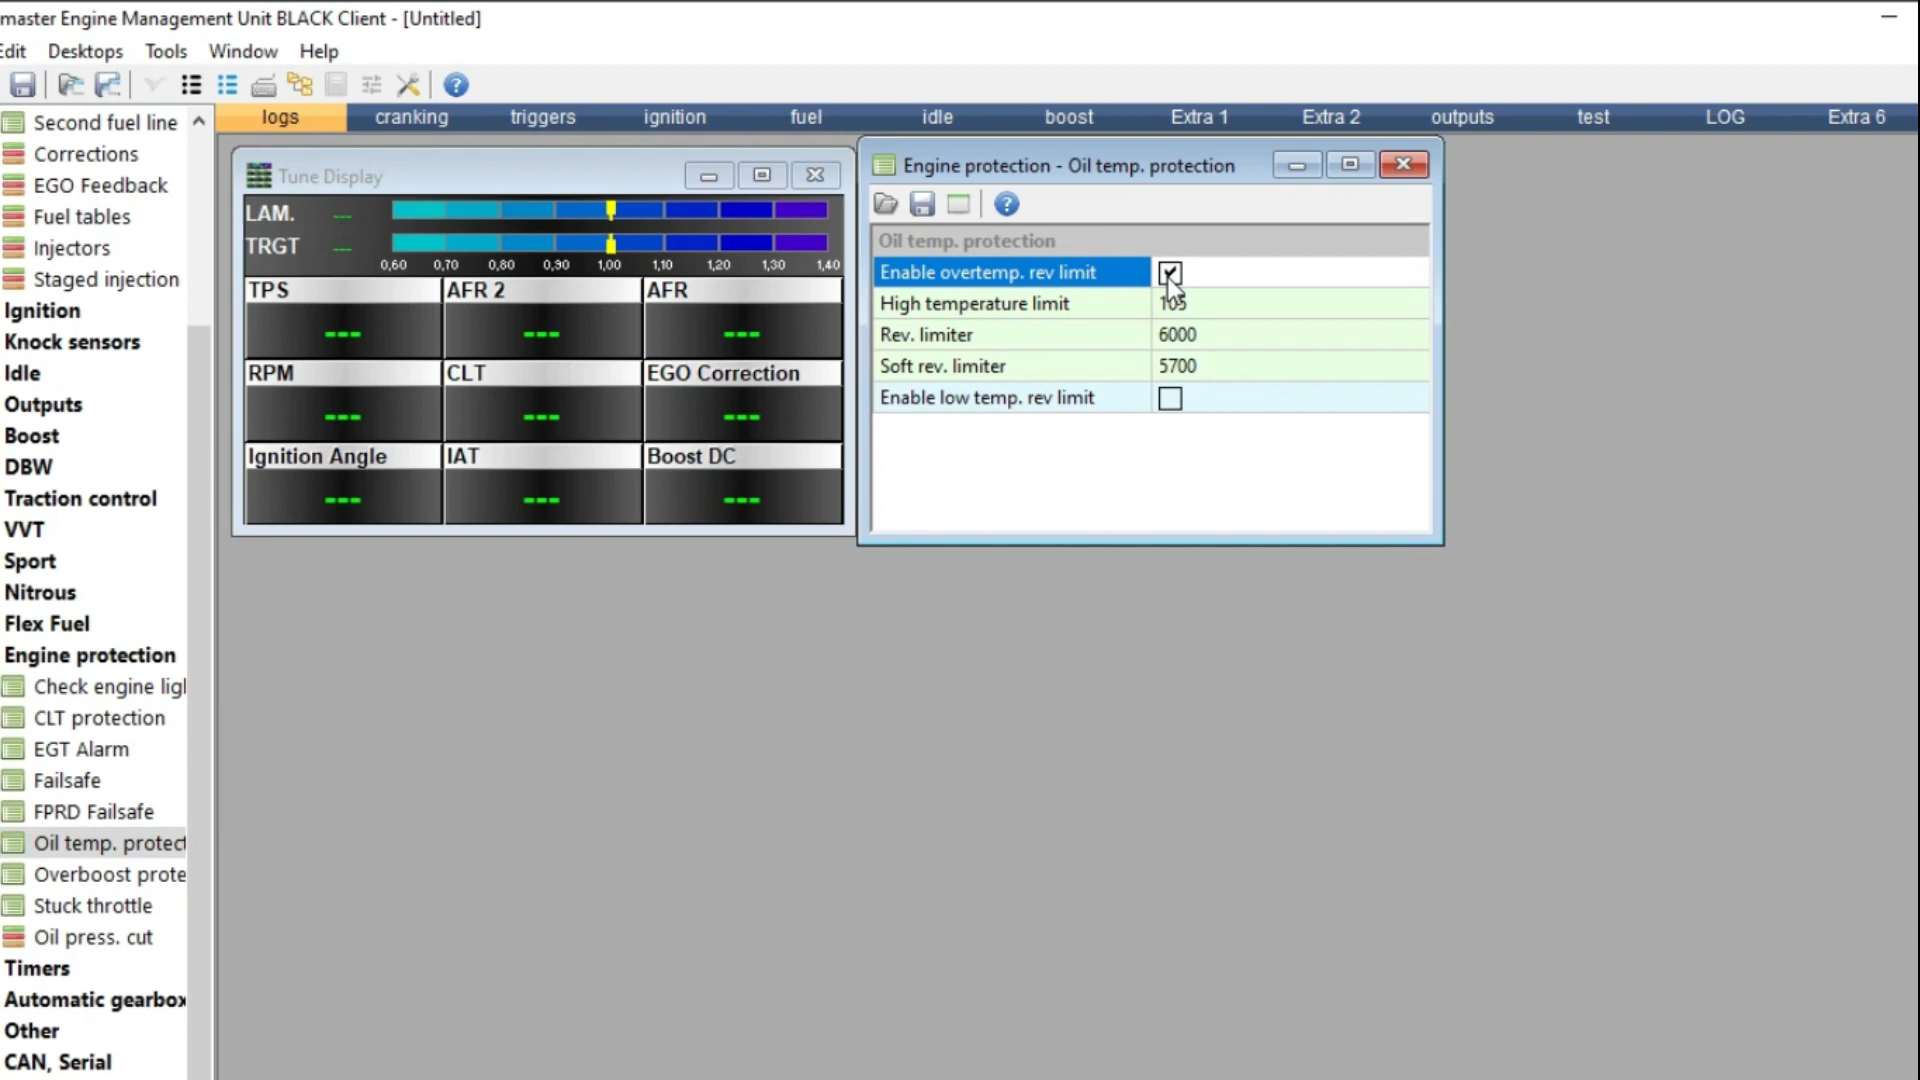 master Engine Management Unit BLACK Client - [Untitled]
Edit Desktops Tools Window Help
logs cranking triggers ignition fuel idle boost Extra 1 Extra 2 outputs test LOG Extra 6
Second fuel line
Corrections
EGO Feedback
Fuel tables
Injectors
Staged injection
Ignition
Knock sensors
Idle
Outputs
Boost
DBW
Traction control
VVT
Sport
Nitrous
Flex Fuel
Engine protection
Check engine ligl
CLT protection
EGT Alarm
Failsafe
FPRD Failsafe
Oil temp. protect
Overboost prote
Stuck throttle
Oil press. cut
Timers
Automatic gearbox
Other
CAN, Serial
Tune Display
LAM. ---
TRGT ---
0,60 0,70 0,80 0,90 1,00 1,10 1,20 1,30 1,40
TPS AFR 2 AFR
--- --- ---
RPM CLT EGO Correction
--- --- ---
Ignition Angle IAT Boost DC
--- --- ---
Engine protection - Oil temp. protection
Oil temp. protection
Enable overtemp. rev limit
High temperature limit 105
Rev. limiter 6000
Soft rev. limiter 5700
Enable low temp. rev limit